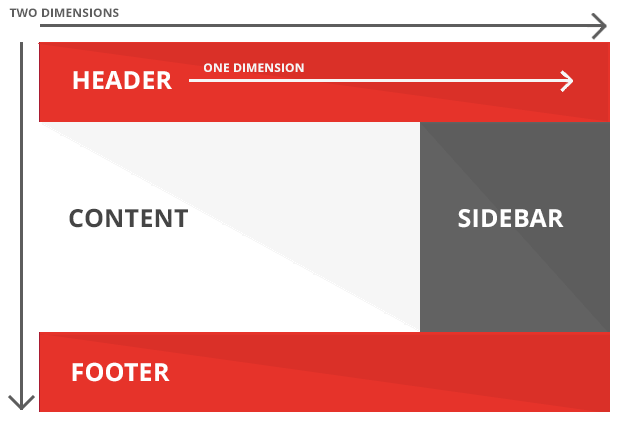 TWO DIMENSIONS
ONE DIMENSION
HEADER
CONTENT
SIDEBAR
FOOTER